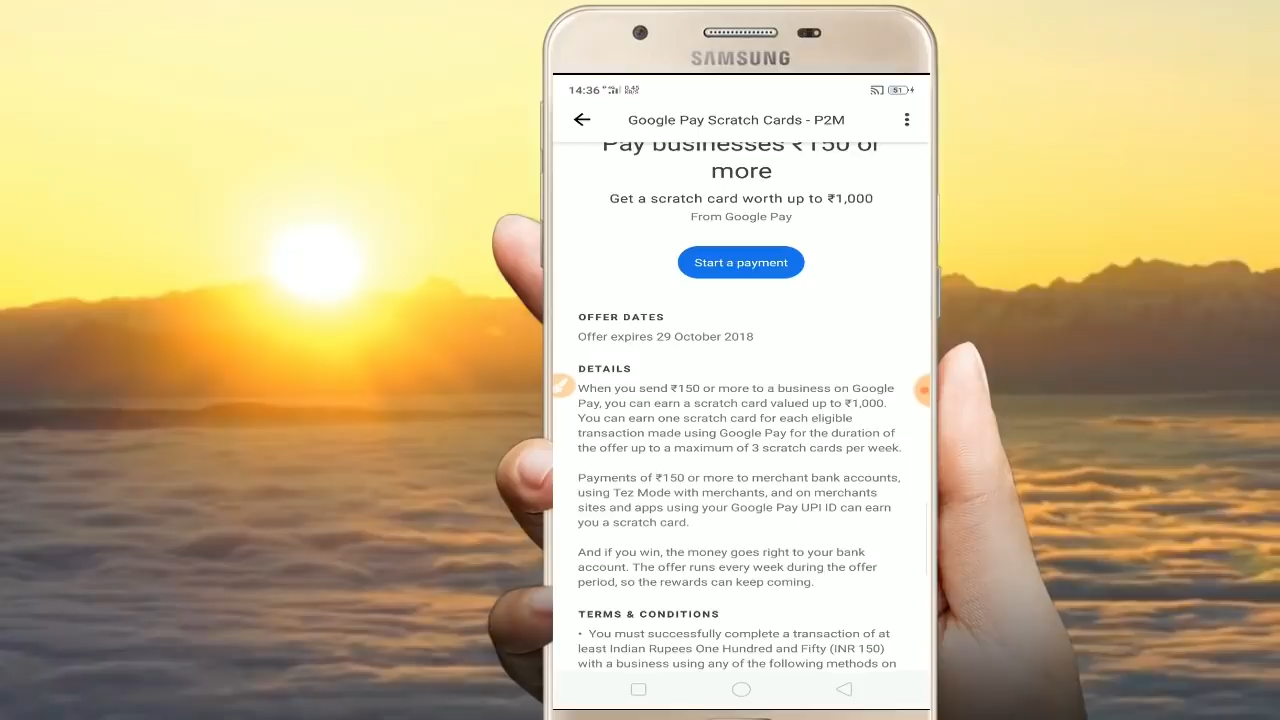 SAMSUNG
14:36
51
Google Pay Scratch Cards - P2M
Pay businesses ₹150 or
more
Get a scratch card worth up to ₹1,000
From Google Pay
Start a payment
OFFER DATES
Offer expires 29 October 2018
DETAILS
When you send ₹150 or more to a business on Google
Pay, you can earn a scratch card valued up to ₹1,000.
You can earn one scratch card for each eligible
transaction made using Google Pay for the duration of
the offer up to a maximum of 3 scratch cards per week.
Payments of ₹150 or more to merchant bank accounts,
using Tez Mode with merchants, and on merchants
sites and apps using your Google Pay UPI ID can earn
you a scratch card.
And if you win, the money goes right to your bank
account. The offer runs every week during the offer
period, so the rewards can keep coming.
TERMS & CONDITIONS
• You must successfully complete a transaction of at
least Indian Rupees One Hundred and Fifty (INR 150)
with a business using any of the following methods on